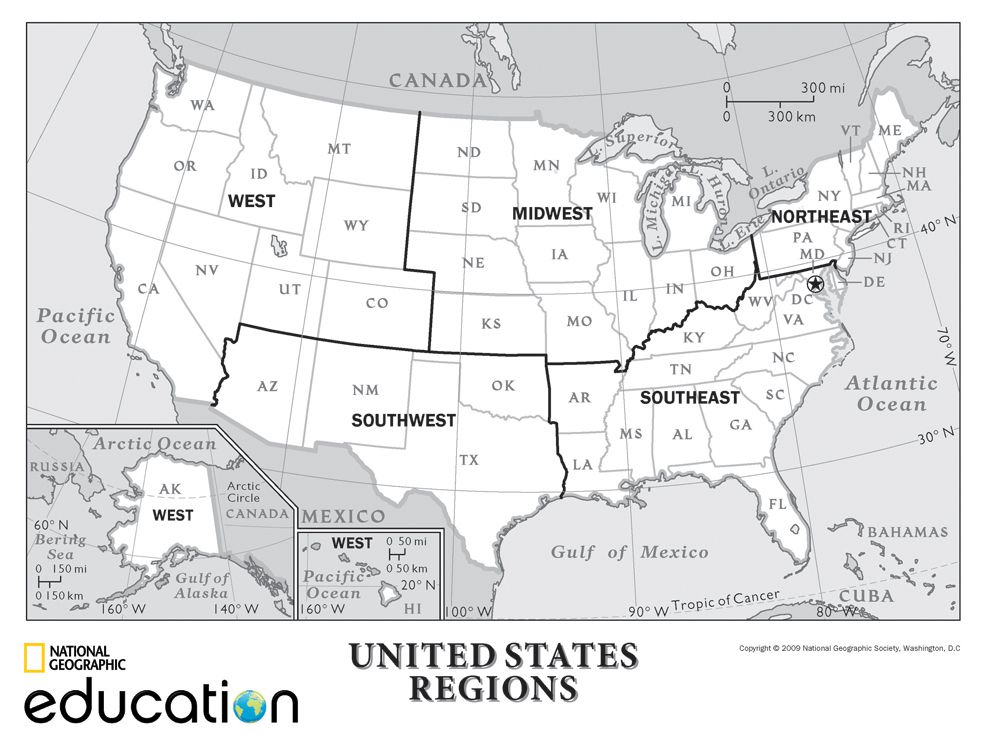 CANADA
0 300 mi
0 300 km
WA
OR
ID
MT
WEST
WY
NV
UT
CO
CA
Pacific
Ocean
ND
SD
NE
KS
MN
IA
MO
WI
IL
IN
MI
OH
MIDWEST
L. Superior
L. Michigan
L. Huron
L. Erie
L.
Ontario
VT
ME
NH
MA
NY
NORTHEAST
RI
CT
PA
NJ
MD
DE
DC
40° N
WV
VA
KY
TN
NC
SC
AR
SOUTHEAST
MS
AL
GA
LA
FL
70° W
Atlantic
Ocean
30° N
AZ
NM
OK
SOUTHWEST
TX
MEXICO
Gulf of Mexico
BAHAMAS
CUBA
Tropic of Cancer
100° W
90° W
80° W
Arctic Ocean
RUSSIA
AK
WEST
Arctic
Circle
CANADA
60° N
Bering
Sea
0 150 mi
0 150 km
Gulf of
Alaska
160° W
140° W
WEST
0 50 mi
0 50 km
Pacific
Ocean
20° N
HI
160° W
NATIONAL
GEOGRAPHIC
education
UNITED STATES
REGIONS
Copyright © 2009 National Geographic Society, Washington, D.C